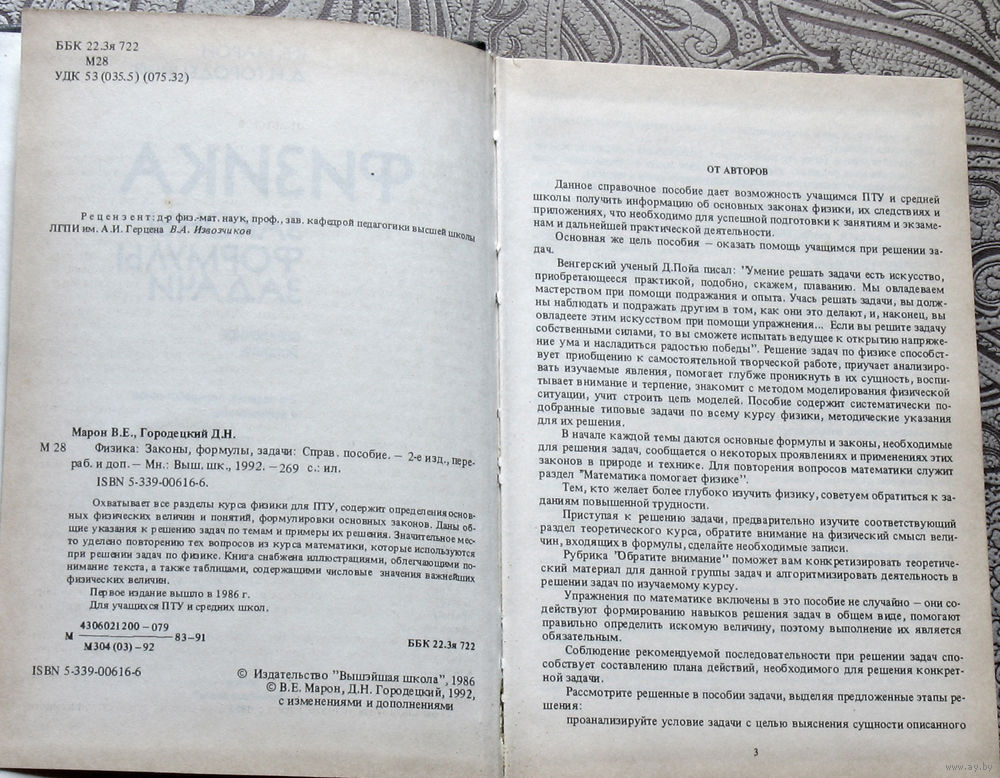 ББК 22.3я 722
М28
УДК 53 (035.5) (075.32)
ФИЗИКА
ФОРМУЛЫ
ЗАДАЧИ
Рецензент: д-р физ.-мат. наук, проф., зав. кафедрой педагогики высшей школы
ЛГПИ им. А.И. Герцена В.А. Извозчиков
Марон В.Е., Городецкий Д.Н.
М 28 Физика: Законы, формулы, задачи: Справ. пособие. – 2-е изд., пере-
раб. и доп. – Мн.: Выш. шк., 1992. – 269 с.: ил.
ISBN 5-339-00616-6.
Охватывает все разделы курса физики для ПТУ, содержит определения основ-
ных физических величин и понятий, формулировки основных законов. Даны об-
щие указания к решению задач по темам и примеры их решения. Значительное мес-
то уделено повторению тех вопросов из курса математики, которые используются
при решении задач по физике. Книга снабжена иллюстрациями, облегчающими по-
нимание текста, а также таблицами, содержащими числовые значения важнейших
физических величин.
Первое издание вышло в 1986 г.
Для учащихся ПТУ и средних школ.
4306021200 – 079
М 83–91
М304 (03) – 92
ББК 22.3я 722
ISBN 5-339-00616-6
© Издательство "Вышэйшая школа", 1986
© В.Е. Марон, Д.Н. Городецкий, 1992,
с изменениями и дополнениями
ОТ АВТОРОВ
Данное справочное пособие дает возможность учащимся ПТУ и средней
школы получить информацию об основных законах физики, их следствиях и
приложениях, что необходимо для успешной подготовки к занятиям и экзаме-
нам и дальнейшей практической деятельности.
Основная же цель пособия – оказать помощь учащимся при решении за-
дач.
Венгерский ученый Д.Пойа писал: "Умение решать задачи есть искусство,
приобретающееся практикой, подобно, скажем, плаванию. Мы овладеваем
мастерством при помощи подражания и опыта. Учась решать задачи, вы долж-
ны наблюдать и подражать другим в том, как они это делают, и, наконец, вы
овладеете этим искусством при помощи упражнения... Если вы решите задачу
собственными силами, то вы сможете испытать ведущее к открытию напряже-
ние ума и насладиться радостью победы". Решение задач по физике способст-
вует приобщению к самостоятельной творческой работе, приучает анализиро-
вать изучаемые явления, помогает глубже проникнуть в их сущность, воспи-
тывает внимание и терпение, знакомит с методом моделирования физической
ситуации, учит строить цепь моделей. Пособие содержит систематически по-
добранные типовые задачи по всему курсу физики, методические указания
для их решения.
В начале каждой темы даются основные формулы и законы, необходимые
для решения задач, сообщается о некоторых проявлениях и применениях этих
законов в природе и технике. Для повторения вопросов математики служит
раздел "Математика помогает физике".
Тем, кто желает более глубоко изучить физику, советуем обратиться к за-
даниям повышенной трудности.
Приступая к решению задачи, предварительно изучите соответствующий
раздел теоретического курса, обратите внимание на физический смысл вели-
чин, входящих в формулы, сделайте необходимые записи.
Рубрика "Обратите внимание" поможет вам конкретизировать теоретиче-
ский материал для данной группы задач и алгоритмизировать деятельность в
решении задач по изучаемому курсу.
Упражнения по математике включены в это пособие не случайно – они со-
действуют формированию навыков решения задач в общем виде, помогают
правильно определить искомую величину, поэтому выполнение их является
обязательным.
Соблюдение рекомендуемой последовательности при решении задач спо-
собствует составлению плана действий, необходимого для решения конкрет-
ной задачи.
Рассмотрите решенные в пособии задачи, выделяя предложенные этапы ре-
шения:
проанализируйте условие задачи с целью выяснения сущности описанного
3
www.ay.by